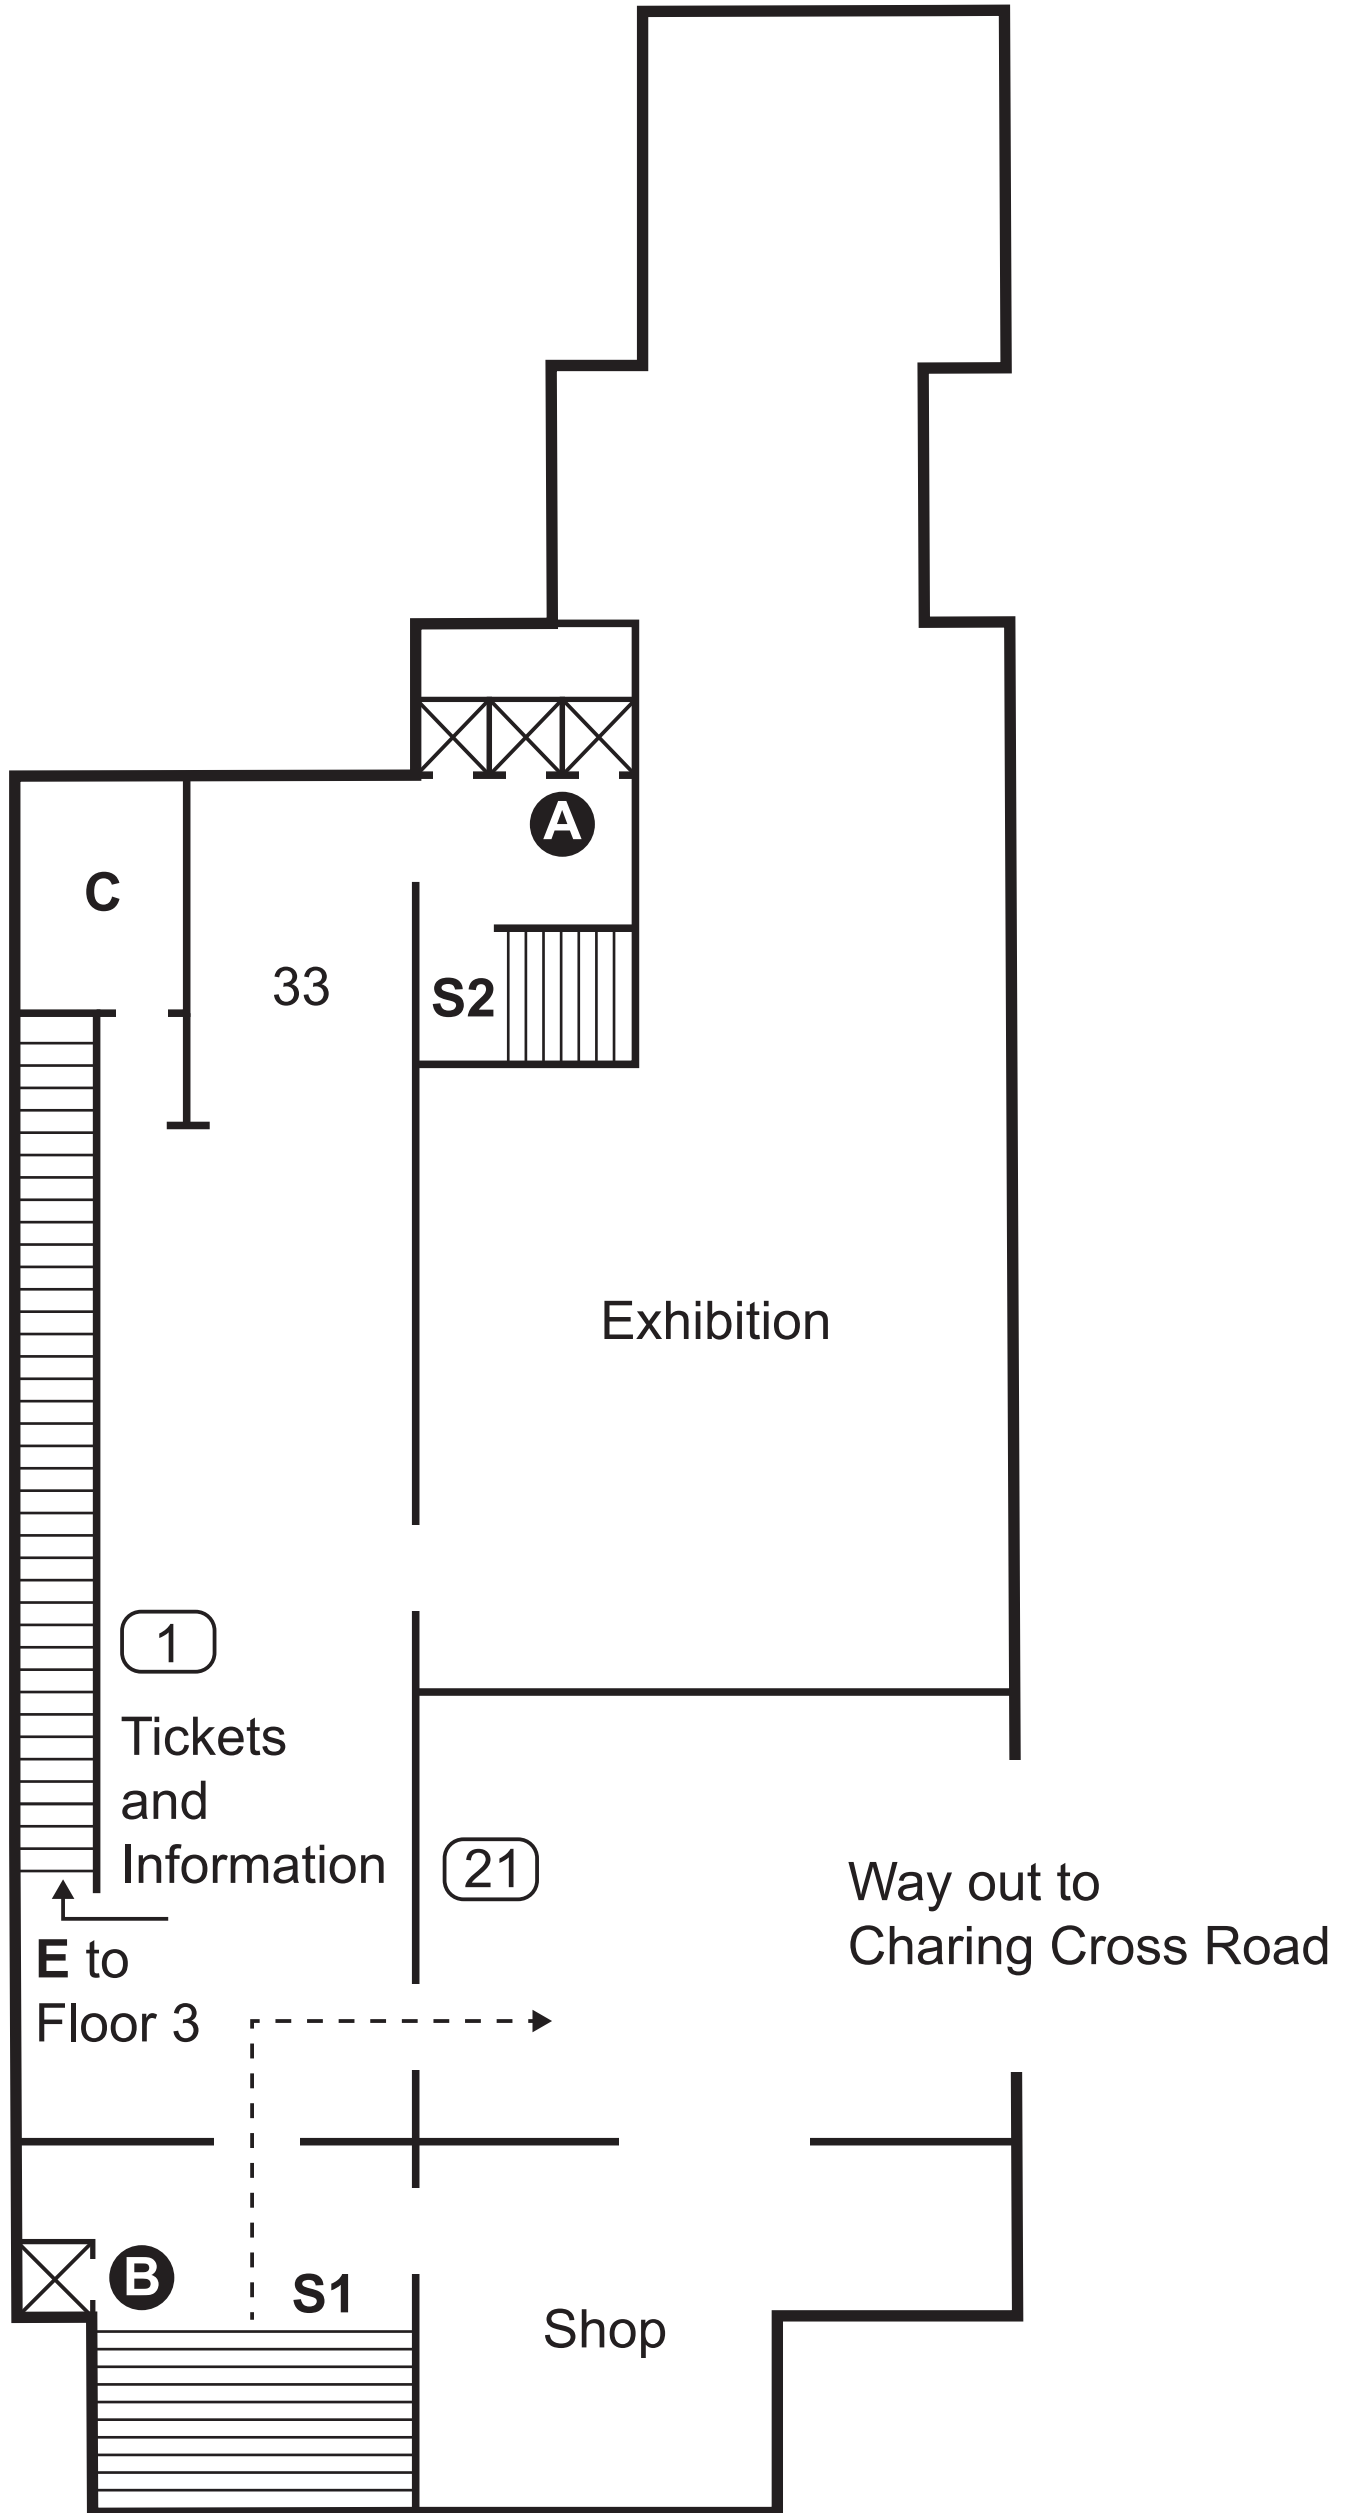 A
C
33
S2
Exhibition
1
Tickets
and
Information
21
Way out to
Charing Cross Road
E to
Floor 3
B
S1
Shop